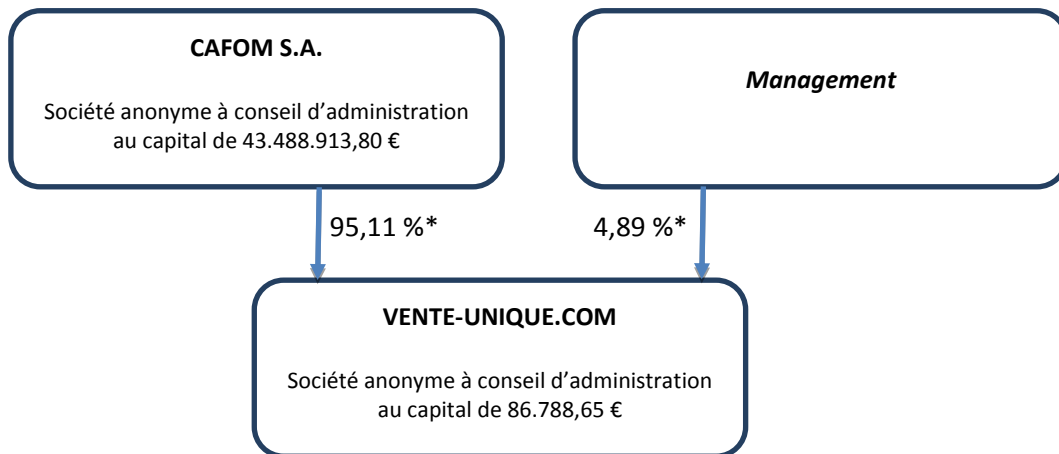 CAFOM S.A.
Société anonyme à conseil d’administration
au capital de 43.488.913,80 €
Management
95,11 %*
4,89 %*
VENTE-UNIQUE.COM
Société anonyme à conseil d’administration
au capital de 86.788,65 €